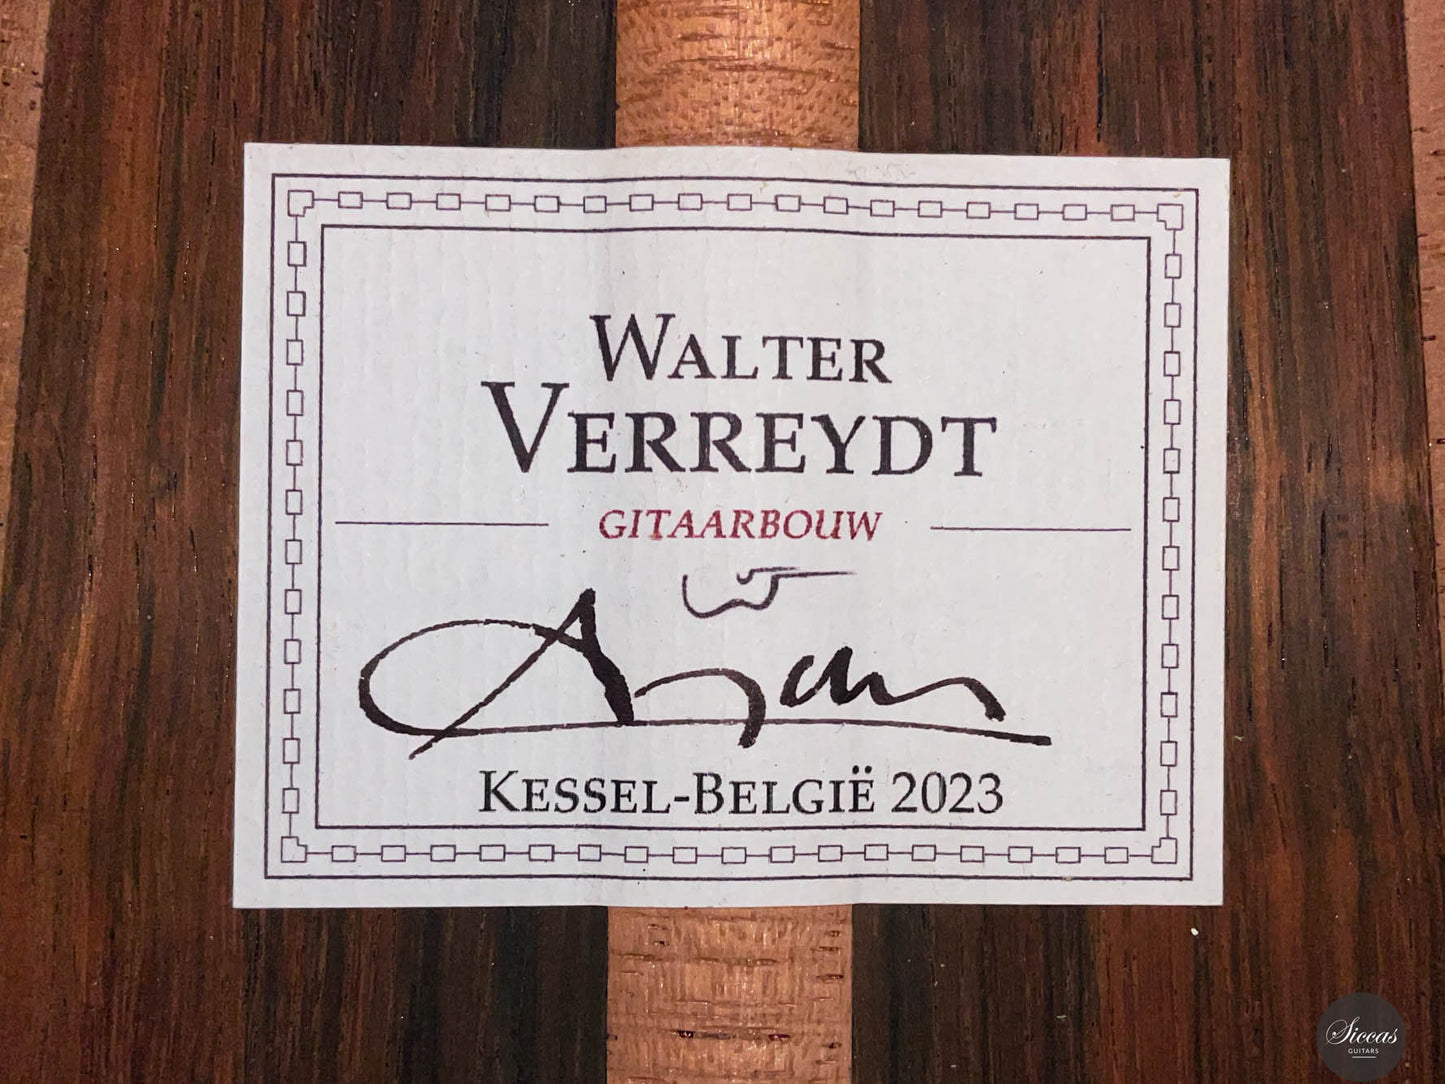 WALTER
VERREYDT
GITAARBOUW
KESSEL-BELGIË 2023
Siccas
GUITARS